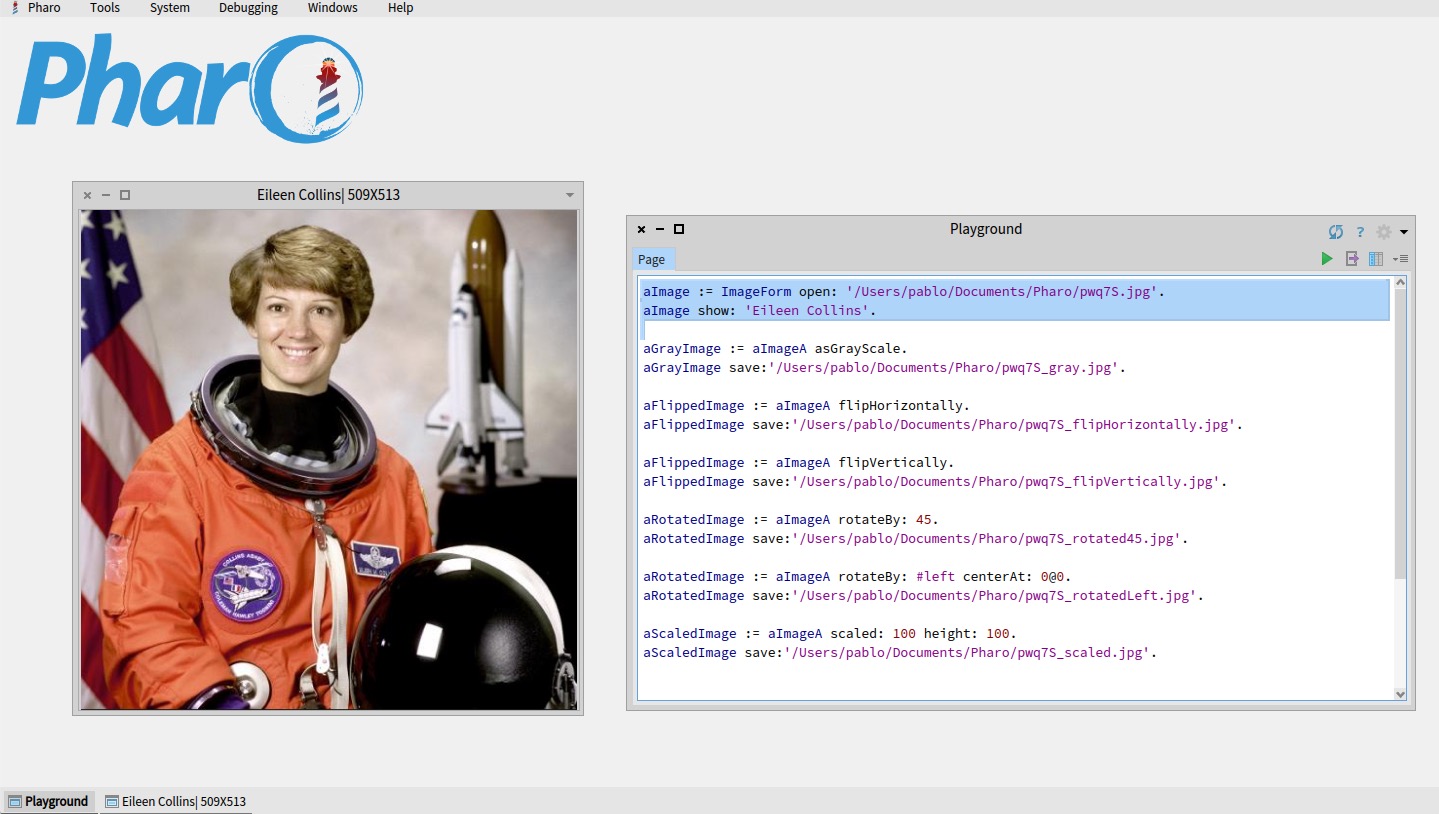 Pharo Tools System Debugging Windows Help
Pharo
Eileen Collins| 509X513
COLLINS ASHBY
COLEMAN HAWLEY
Playground
?
Page
aImage := ImageForm open: '/Users/pablo/Documents/Pharo/pwq7S.jpg'.
aImage show: 'Eileen Collins'.
aGrayImage := aImageA asGrayScale.
aGrayImage save:'/Users/pablo/Documents/Pharo/pwq7S_gray.jpg'.
aFlippedImage := aImageA flipHorizontally.
aFlippedImage save:'/Users/pablo/Documents/Pharo/pwq7S_flipHorizontally.jpg'.
aFlippedImage := aImageA flipVertically.
aFlippedImage save:'/Users/pablo/Documents/Pharo/pwq7S_flipVertically.jpg'.
aRotatedImage := aImageA rotateBy: 45.
aRotatedImage save:'/Users/pablo/Documents/Pharo/pwq7S_rotated45.jpg'.
aRotatedImage := aImageA rotateBy: #left centerAt: 0@0.
aRotatedImage save:'/Users/pablo/Documents/Pharo/pwq7S_rotatedLeft.jpg'.
aScaledImage := aImageA scaled: 100 height: 100.
aScaledImage save:'/Users/pablo/Documents/Pharo/pwq7S_scaled.jpg'.
Playground Eileen Collins| 509X513